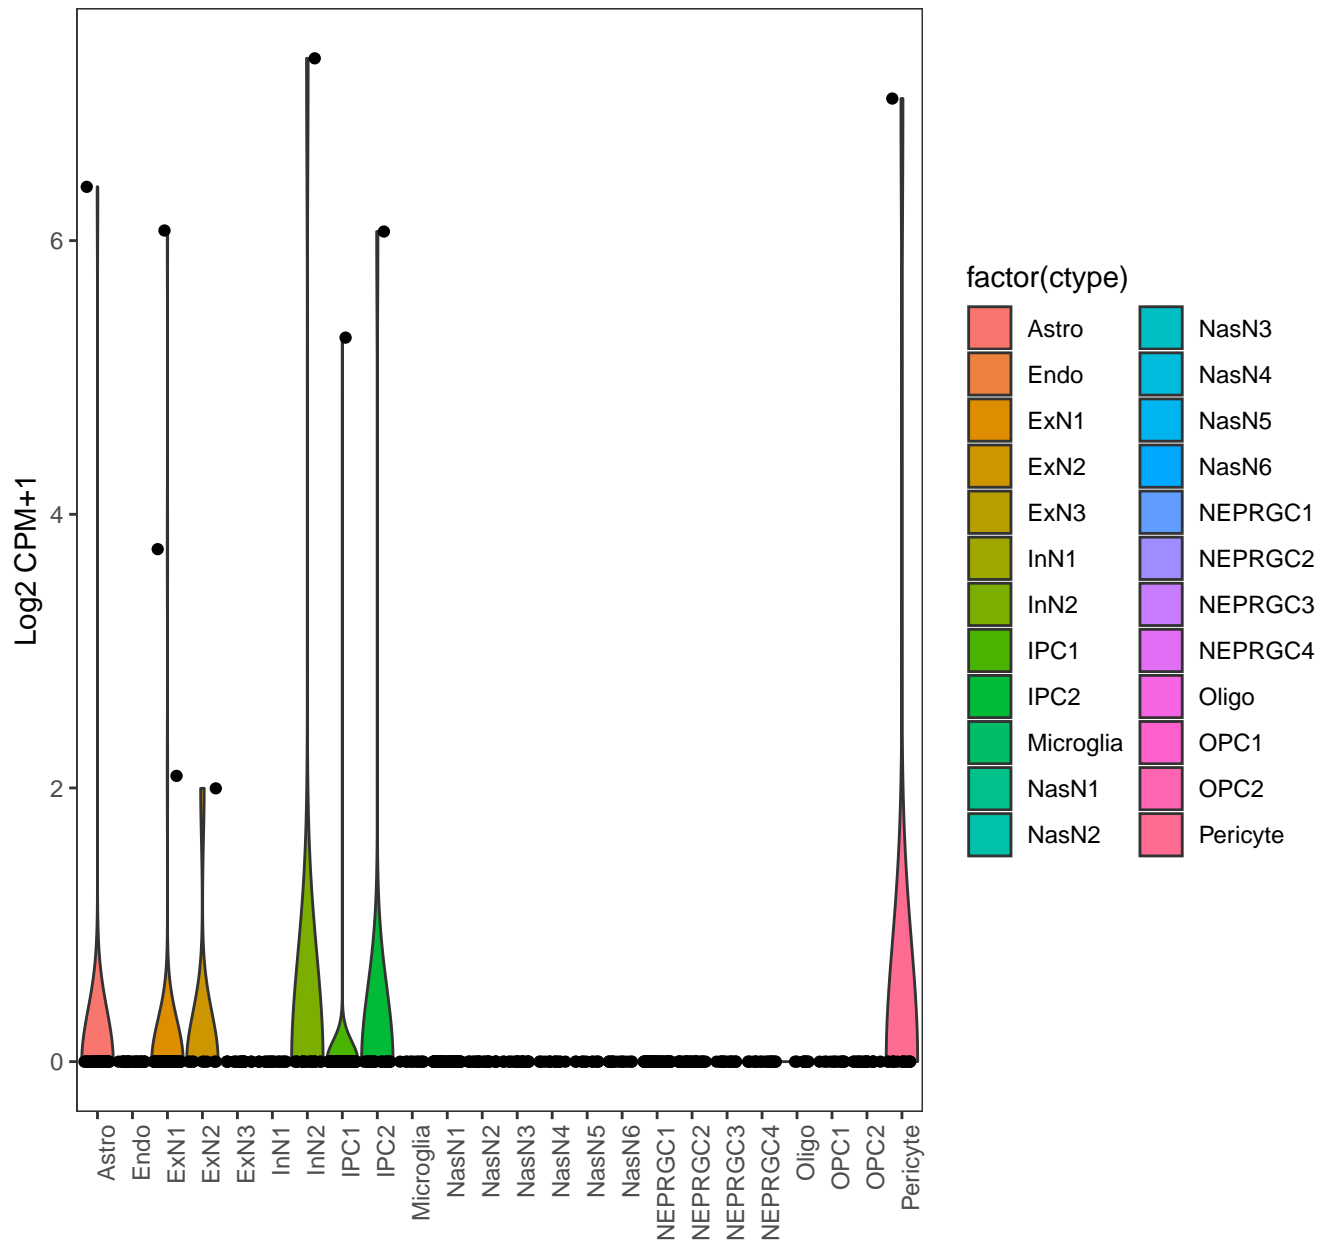 Log2 CPM+1
6
4
2
0
Astro
Endo
ExN1
ExN2
ExN3
InN1
InN2
IPC1
IPC2
Microglia
NasN1
NasN2
NasN3
NasN4
NasN5
NasN6
NEPRGC1
NEPRGC2
NEPRGC3
NEPRGC4
Oligo
OPC1
OPC2
Pericyte
factor(ctype)
Astro
Endo
ExN1
ExN2
ExN3
InN1
InN2
IPC1
IPC2
Microglia
NasN1
NasN2
NasN3
NasN4
NasN5
NasN6
NEPRGC1
NEPRGC2
NEPRGC3
NEPRGC4
Oligo
OPC1
OPC2
Pericyte